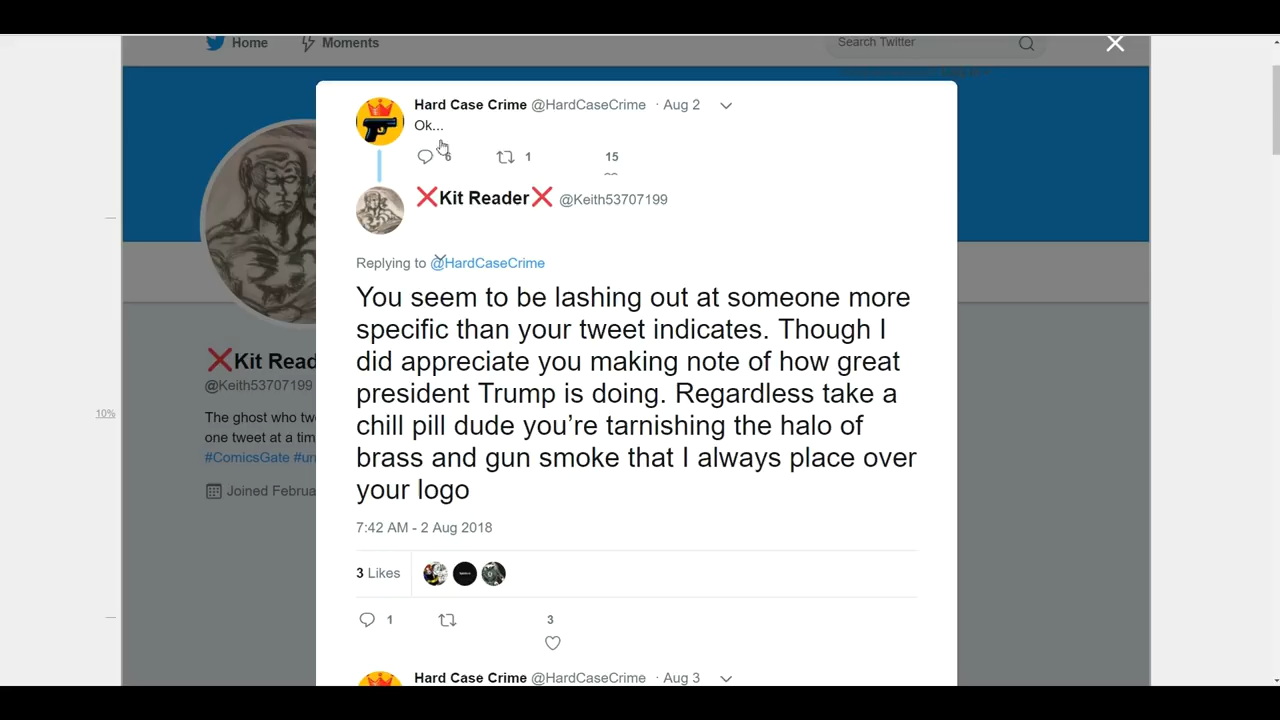 Home
Moments
Search Twitter
Hard Case Crime @HardCaseCrime · Aug 2
Ok...
6
1
15
❌Kit Reader❌ @Keith53707199
Replying to @HardCaseCrime
You seem to be lashing out at someone more
specific than your tweet indicates. Though I
did appreciate you making note of how great
president Trump is doing. Regardless take a
chill pill dude you’re tarnishing the halo of
brass and gun smoke that I always place over
your logo
7:42 AM - 2 Aug 2018
3 Likes
1
3
Hard Case Crime @HardCaseCrime · Aug 3
❌Kit Read
@Keith53707199
The ghost who twe
one tweet at a tim
#ComicsGate #un
Joined Februa
10%